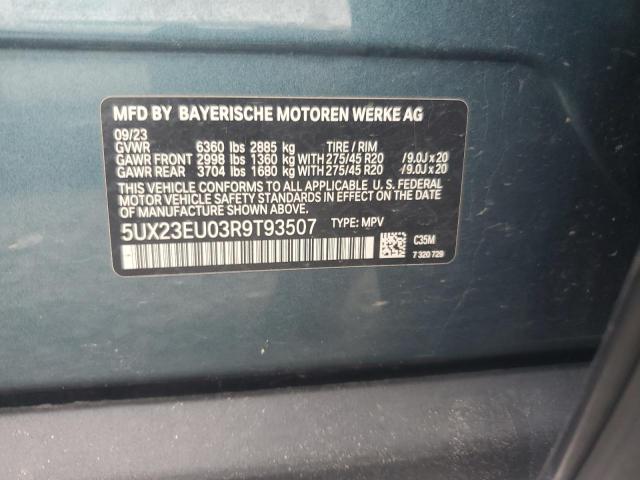 MFD BY BAYERISCHE MOTOREN WERKE AG
09/23
GVWR 6360 lbs 2885 kg TIRE / RIM
GAWR FRONT 2998 lbs 1360 kg WITH 275/45 R20 / 9.0J x 20
GAWR REAR 3704 lbs 1680 kg WITH 275/45 R20 / 9.0J x 20
THIS VEHICLE CONFORMS TO ALL APPLICABLE U. S. FEDERAL
MOTOR VEHICLE SAFETY STANDARDS IN EFFECT ON THE DATE
OF MANUFACTURE SHOWN ABOVE.
5UX23EU03R9T93507 TYPE: MPV
C35M
7 320 729